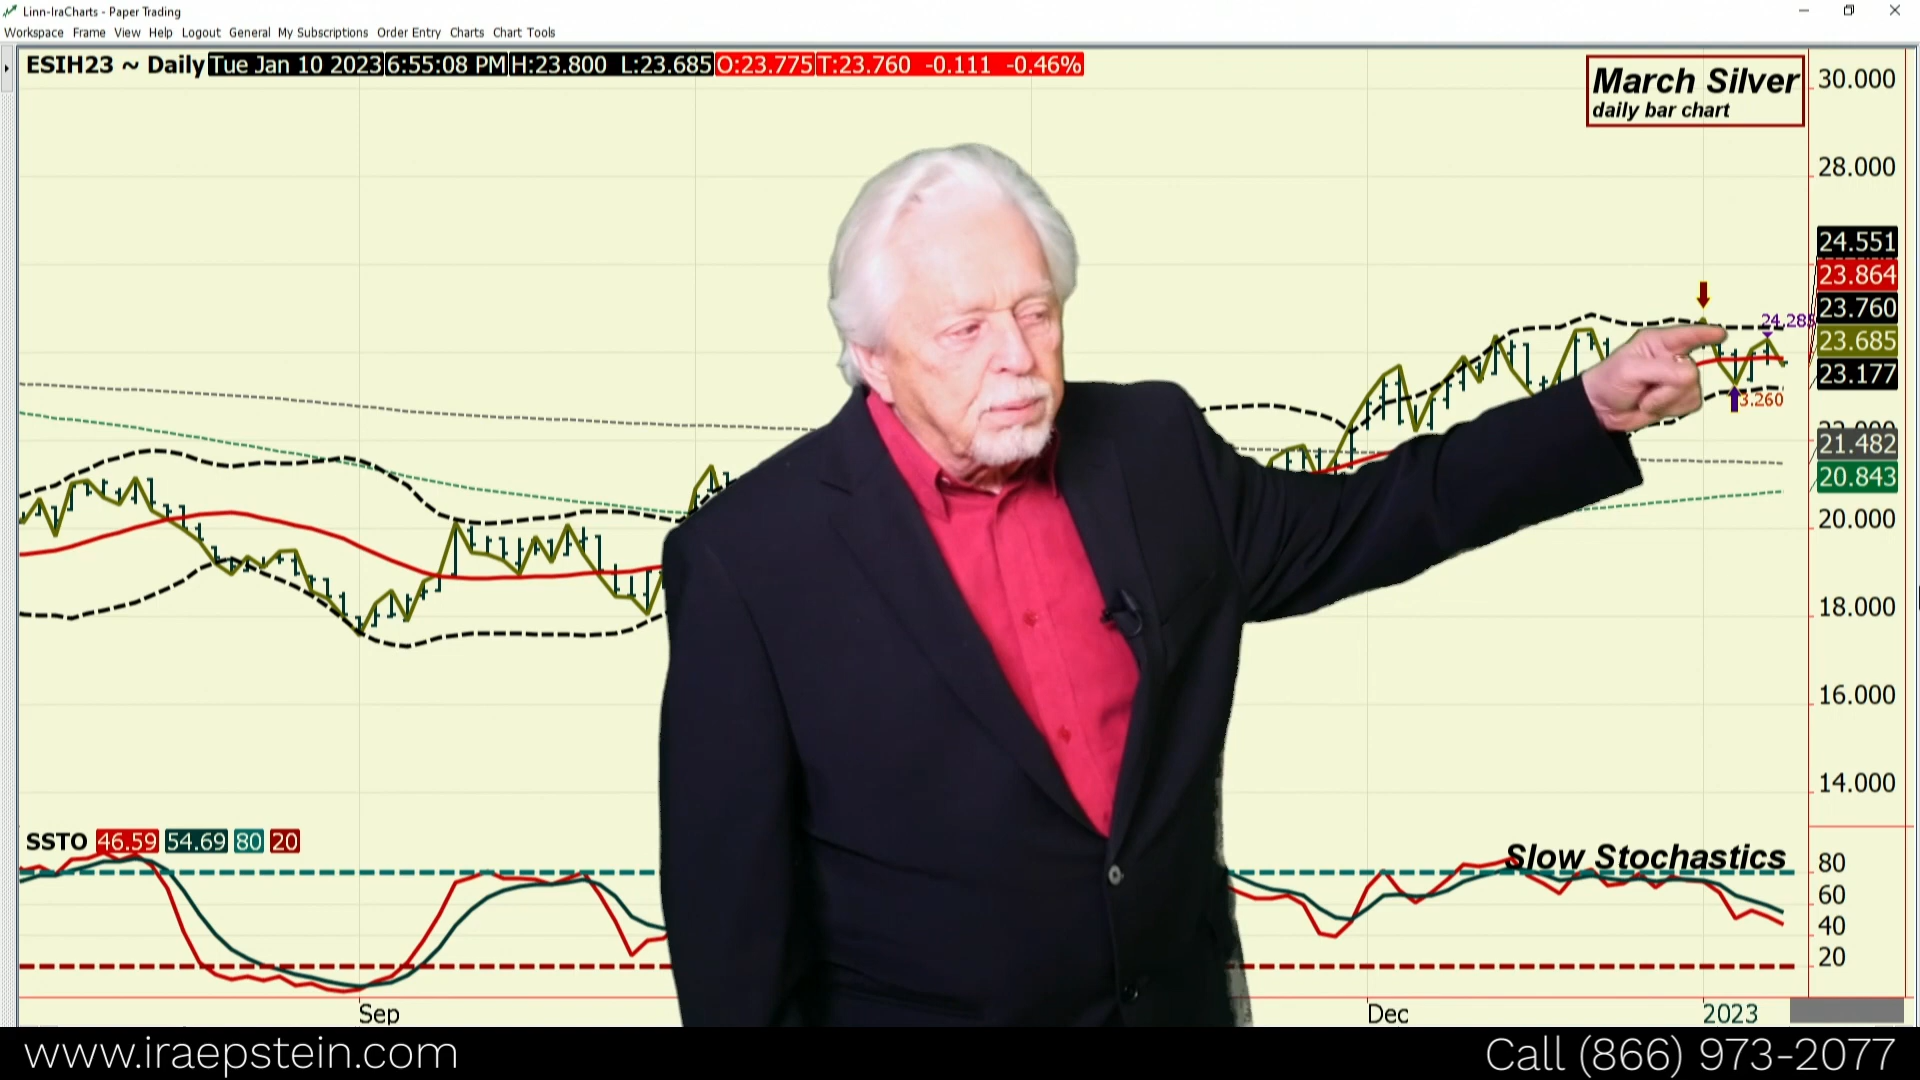 Linn-IraCharts - Paper Trading
Workspace Frame View Help Logout General My Subscriptions Order Entry Charts Chart Tools
ESIH23 ~ Daily Tue Jan 10 2023 6:55:08 PM H:23.800 L:23.685 O:23.775 T:23.760 -0.111 -0.46%
March Silver
daily bar chart
30.000
28.000
24.551
23.864
24.285
23.760
23.685
23.177
3.260
21.482
20.843
20.000
18.000
16.000
14.000
SSTO 46.59 54.69 80 20
Slow Stochastics
80
60
40
20
Sep Dec 2023
www.iraepstein.com Call (866) 973-2077